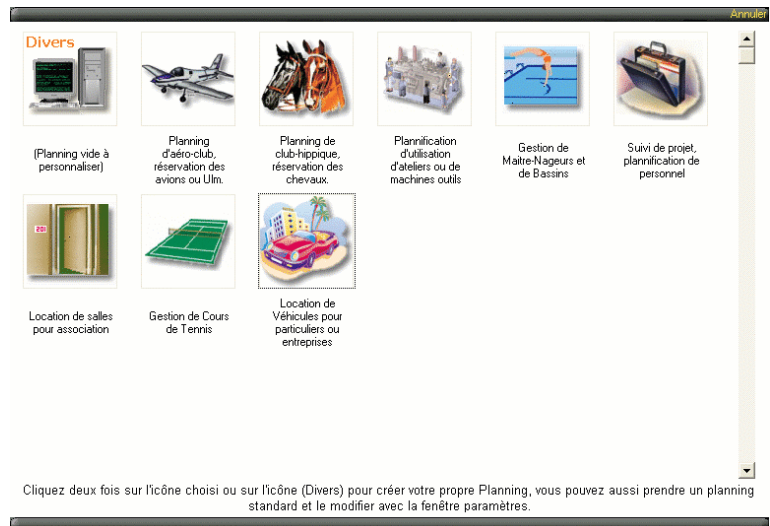 Annuler
Divers
(Planning vide à
personnaliser)
Planning
d'aéro-club,
réservation des
avions ou Ulm.
Planning de
club-hippique,
réservation des
chevaux.
Plannification
d'utilisation
d'ateliers ou de
machines outils
Gestion de
Maitre-Nageurs et
de Bassins
Suivi de projet,
plannification de
personnel
201
Location de salles
pour association
Gestion de Cours
de Tennis
Location de
Véhicules pour
particuliers ou
entreprises
Cliquez deux fois sur l'icône choisi ou sur l'icône (Divers) pour créer votre propre Planning, vous pouvez aussi prendre un planning
standard et le modifier avec la fenêtre paramètres.